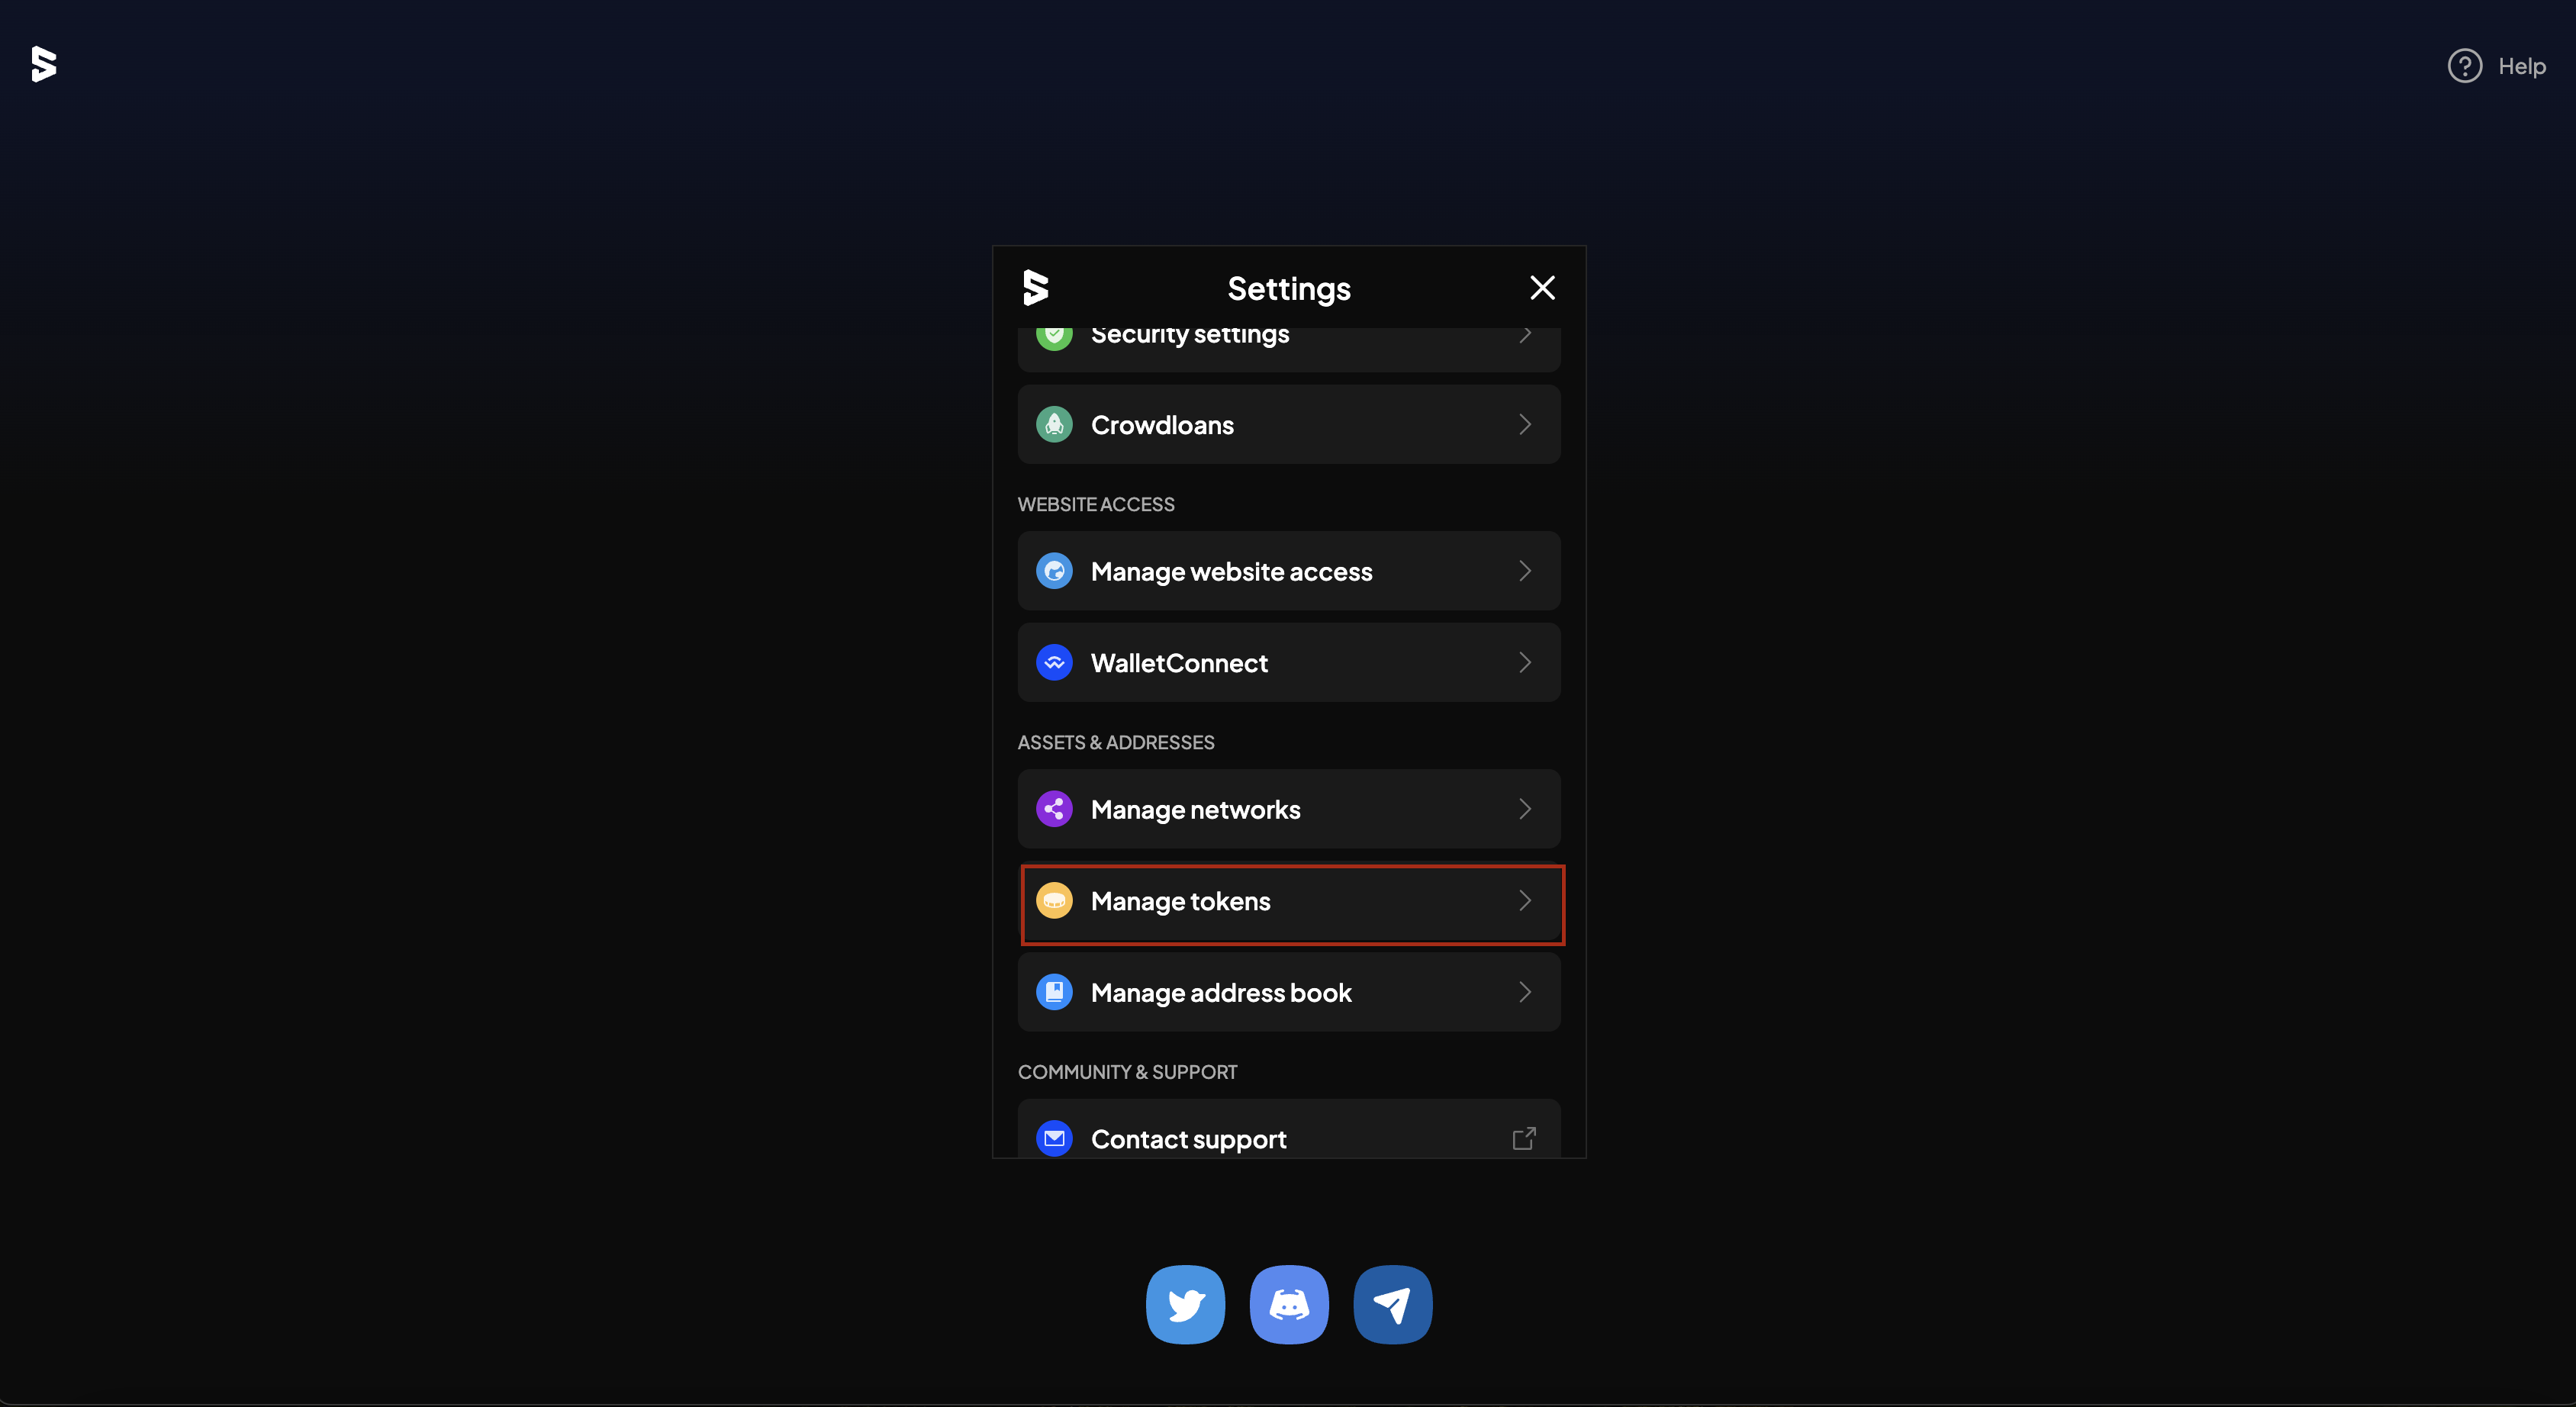 Help
Settings
Security settings
Crowdloans
WEBSITE ACCESS
Manage website access
WalletConnect
ASSETS & ADDRESSES
Manage networks
Manage tokens
Manage address book
COMMUNITY & SUPPORT
Contact support